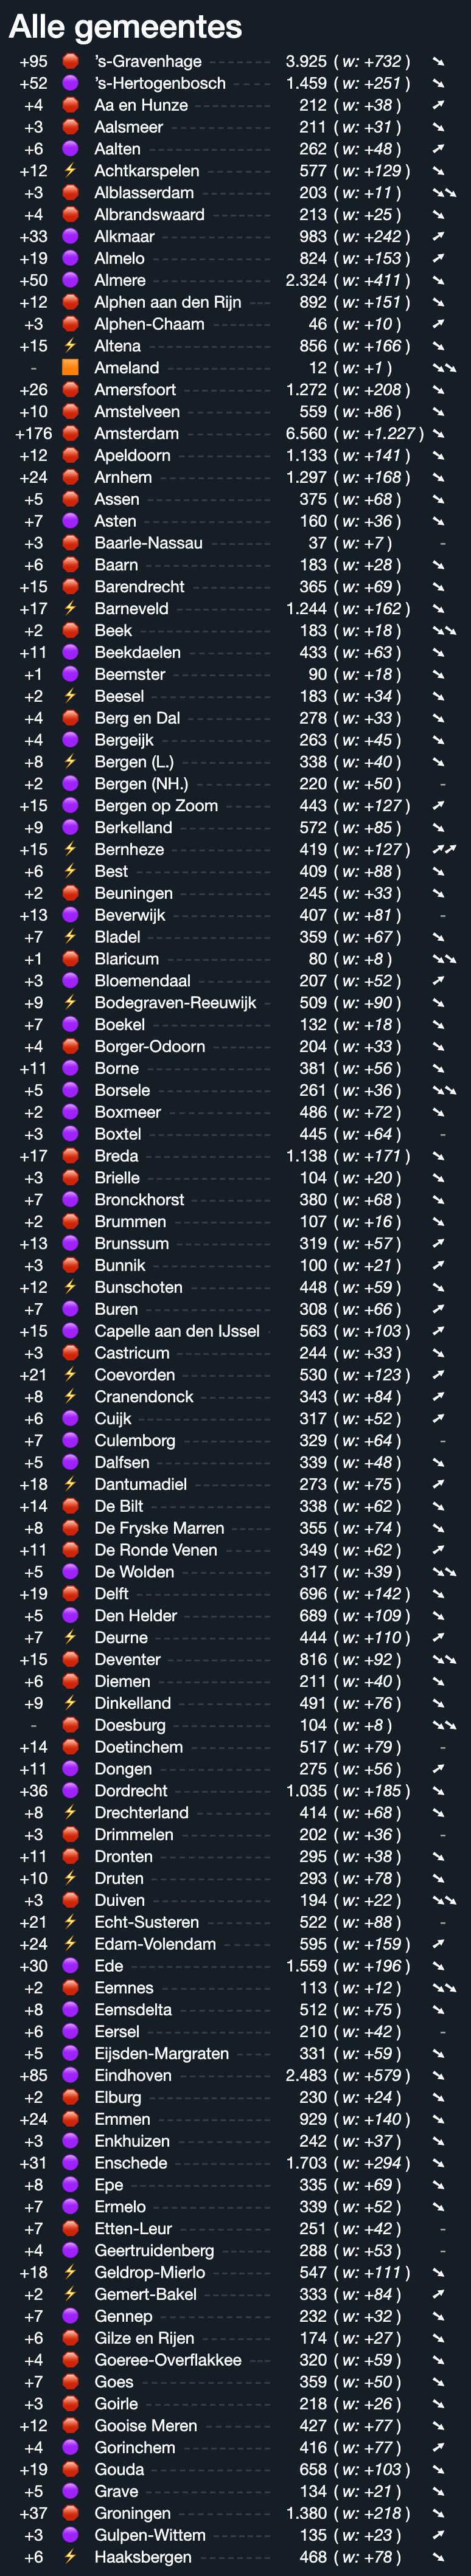 Alle gemeentes
+95 's-Gravenhage 3.925 ( w: +732 )
+52 's-Hertogenbosch 1.459 ( w: +251 )
+4 Aa en Hunze 212 ( w: +38 )
+3 Aalsmeer 211 ( w: +31 )
+6 Aalten 262 ( w: +48 )
+12 Achtkarspelen 577 ( w: +129 )
+3 Alblasserdam 203 ( w: +11 )
+4 Albrandswaard 213 ( w: +25 )
+33 Alkmaar 983 ( w: +242 )
+19 Almelo 824 ( w: +153 )
+50 Almere 2.324 ( w: +411 )
+12 Alphen aan den Rijn 892 ( w: +151 )
+3 Alphen-Chaam 46 ( w: +10 )
+15 Altena 856 ( w: +166 )
- Ameland 12 ( w: +1 )
+26 Amersfoort 1.272 ( w: +208 )
+10 Amstelveen 559 ( w: +86 )
+176 Amsterdam 6.560 ( w: +1.227 )
+12 Apeldoorn 1.133 ( w: +141 )
+24 Arnhem 1.297 ( w: +168 )
+5 Assen 375 ( w: +68 )
+7 Asten 160 ( w: +36 )
+3 Baarle-Nassau 37 ( w: +7 ) -
+6 Baarn 183 ( w: +28 )
+15 Barendrecht 365 ( w: +69 )
+17 Barneveld 1.244 ( w: +162 )
+2 Beek 183 ( w: +18 )
+11 Beekdaelen 433 ( w: +63 )
+1 Beemster 90 ( w: +18 )
+2 Beesel 183 ( w: +34 )
+4 Berg en Dal 278 ( w: +33 )
+4 Bergeijk 263 ( w: +45 )
+8 Bergen (L.) 338 ( w: +40 )
+2 Bergen (NH.) 220 ( w: +50 ) -
+15 Bergen op Zoom 443 ( w: +127 )
+9 Berkelland 572 ( w: +85 )
+15 Bernheze 419 ( w: +127 )
+6 Best 409 ( w: +88 )
+2 Beuningen 245 ( w: +33 )
+13 Beverwijk 407 ( w: +81 ) -
+7 Bladel 359 ( w: +67 )
+1 Blaricum 80 ( w: +8 )
+3 Bloemendaal 207 ( w: +52 )
+9 Bodegraven-Reeuwijk 509 ( w: +90 )
+7 Boekel 132 ( w: +18 )
+4 Borger-Odoorn 204 ( w: +33 )
+11 Borne 381 ( w: +56 )
+5 Borsele 261 ( w: +36 )
+2 Boxmeer 486 ( w: +72 )
+3 Boxtel 445 ( w: +64 ) -
+17 Breda 1.138 ( w: +171 )
+3 Brielle 104 ( w: +20 )
+7 Bronckhorst 380 ( w: +68 )
+2 Brummen 107 ( w: +16 )
+13 Brunssum 319 ( w: +57 )
+3 Bunnik 100 ( w: +21 )
+12 Bunschoten 448 ( w: +59 )
+7 Buren 308 ( w: +66 )
+15 Capelle aan den IJssel 563 ( w: +103 )
+3 Castricum 244 ( w: +33 )
+21 Coevorden 530 ( w: +123 )
+8 Cranendonck 343 ( w: +84 )
+6 Cuijk 317 ( w: +52 )
+7 Culemborg 329 ( w: +64 ) -
+5 Dalfsen 339 ( w: +48 )
+18 Dantumadiel 273 ( w: +75 )
+14 De Bilt 338 ( w: +62 )
+8 De Fryske Marren 355 ( w: +74 )
+11 De Ronde Venen 349 ( w: +62 )
+5 De Wolden 317 ( w: +39 )
+19 Delft 696 ( w: +142 )
+5 Den Helder 689 ( w: +109 )
+7 Deurne 444 ( w: +110 )
+15 Deventer 816 ( w: +92 )
+6 Diemen 211 ( w: +40 )
+9 Dinkelland 491 ( w: +76 )
- Doesburg 104 ( w: +8 )
+14 Doetinchem 517 ( w: +79 ) -
+11 Dongen 275 ( w: +56 )
+36 Dordrecht 1.035 ( w: +185 )
+8 Drechterland 414 ( w: +68 )
+3 Drimmelen 202 ( w: +36 ) -
+11 Dronten 295 ( w: +38 )
+10 Druten 293 ( w: +78 )
+3 Duiven 194 ( w: +22 )
+21 Echt-Susteren 522 ( w: +88 ) -
+24 Edam-Volendam 595 ( w: +159 )
+30 Ede 1.559 ( w: +196 )
+2 Eemnes 113 ( w: +12 )
+8 Eemsdelta 512 ( w: +75 )
+6 Eersel 210 ( w: +42 ) -
+5 Eijsden-Margraten 331 ( w: +59 )
+85 Eindhoven 2.483 ( w: +579 )
+2 Elburg 230 ( w: +24 )
+24 Emmen 929 ( w: +140 )
+3 Enkhuizen 242 ( w: +37 )
+31 Enschede 1.703 ( w: +294 )
+8 Epe 335 ( w: +69 )
+7 Ermelo 339 ( w: +52 )
+7 Etten-Leur 251 ( w: +42 ) -
+4 Geertruidenberg 288 ( w: +53 ) -
+18 Geldrop-Mierlo 547 ( w: +111 )
+2 Gemert-Bakel 333 ( w: +84 )
+7 Gennep 232 ( w: +32 )
+6 Gilze en Rijen 174 ( w: +27 )
+4 Goeree-Overflakkee 320 ( w: +59 )
+7 Goes 359 ( w: +50 )
+3 Goirle 218 ( w: +26 )
+12 Gooise Meren 427 ( w: +77 )
+4 Gorinchem 416 ( w: +77 )
+19 Gouda 658 ( w: +103 )
+5 Grave 134 ( w: +21 )
+37 Groningen 1.380 ( w: +218 )
+3 Gulpen-Wittem 135 ( w: +23 )
+6 Haaksbergen 468 ( w: +78 )